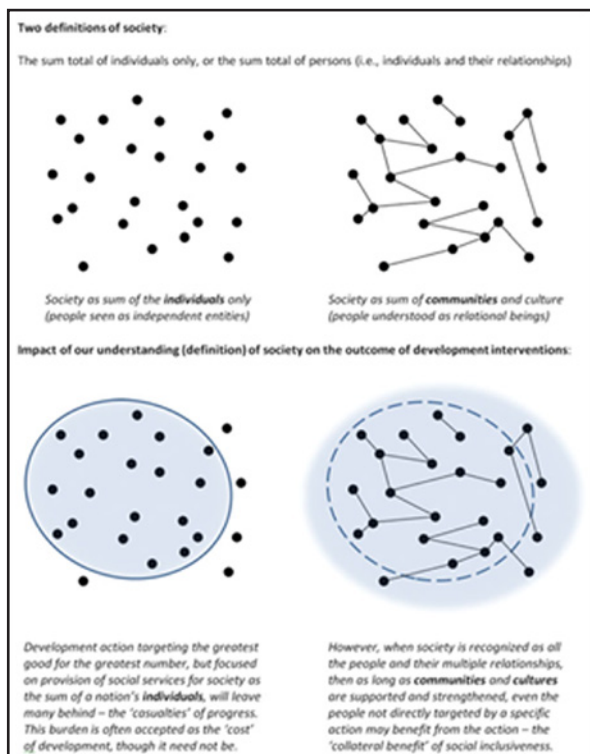 Two definitions of society:
The sum total of individuals only, or the sum total of persons (i.e., individuals and their relationships)
Society as sum of the individuals only
(people seen as independent entities)
Society as sum of communities and culture
(people understood as relational beings)
Impact of our understanding (definition) of society on the outcome of development interventions:
Development action targeting the greatest
good for the greatest number, but focused
on provision of social services for society as
the sum of a nation's individuals, will leave
many behind – the 'casualties' of progress.
This burden is often accepted as the 'cost'
of development, though it need not be.
However, when society is recognized as all
the people and their multiple relationships,
then as long as communities and cultures
are supported and strengthened, even the
people not directly targeted by a specific
action may benefit from the action – the
'collateral benefit' of social inclusiveness.